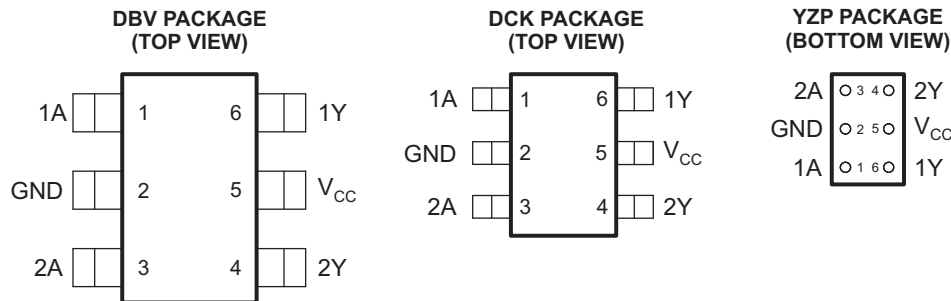 DBV PACKAGE
(TOP VIEW)
1A 1 6 1Y
GND 2 5 VCC
2A 3 4 2Y
DCK PACKAGE
(TOP VIEW)
1A 1 6 1Y
GND 2 5 VCC
2A 3 4 2Y
YZP PACKAGE
(BOTTOM VIEW)
2A 3 4 2Y
GND 2 5 VCC
1A 1 6 1Y